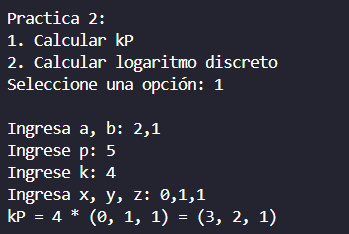 Practica 2:
1. Calcular kP
2. Calcular logaritmo discreto
Seleccione una opción: 1
Ingresa a, b: 2,1
Ingrese p: 5
Ingrese k: 4
Ingresa x, y, z: 0,1,1
kP = 4 * (0, 1, 1) = (3, 2, 1)